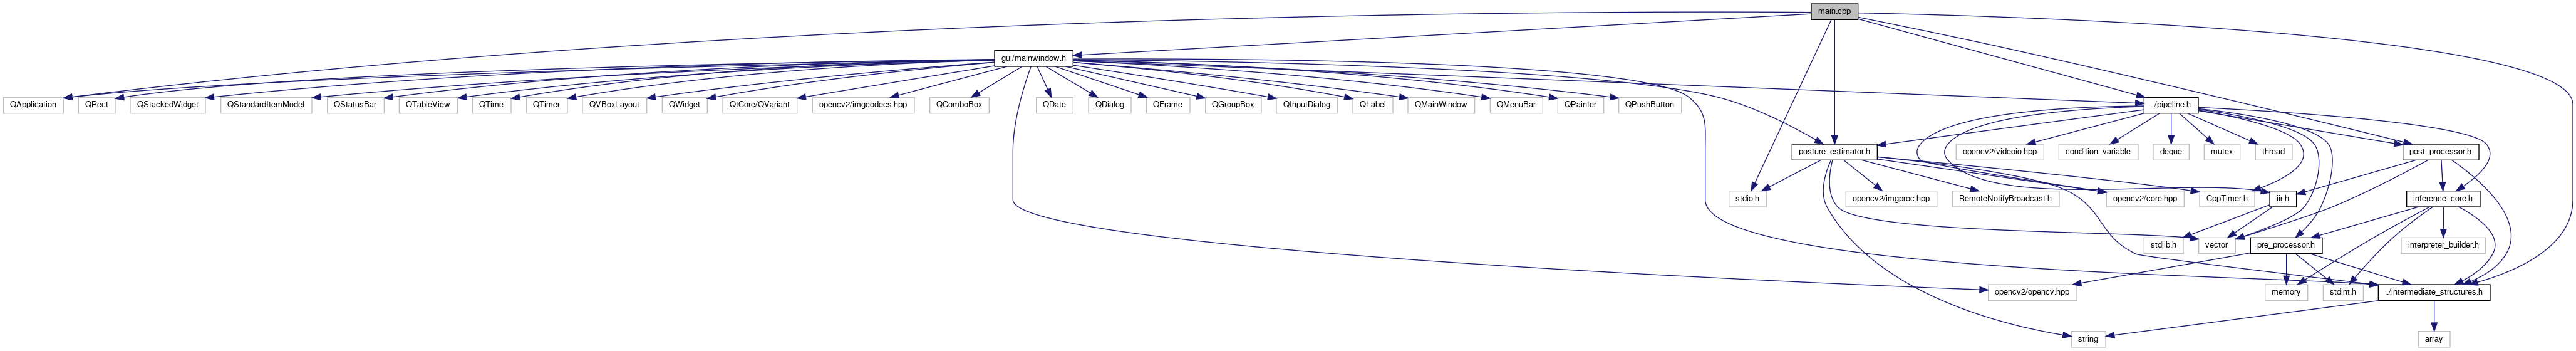 main.cpp
gui/mainwindow.h
QApplication
QRect
QStackedWidget
QStandardItemModel
QStatusBar
QTableView
QTime
QTimer
QVBoxLayout
QWidget
QtCore/QVariant
opencv2/imgcodecs.hpp
QComboBox
QDate
QDialog
QFrame
QGroupBox
QInputDialog
QLabel
QMainWindow
QMenuBar
QPainter
QPushButton
../pipeline.h
posture_estimator.h
opencv2/videoio.hpp
condition_variable
deque
mutex
thread
post_processor.h
stdio.h
opencv2/imgproc.hpp
RemoteNotifyBroadcast.h
opencv2/core.hpp
CppTimer.h
iir.h
inference_core.h
stdlib.h
vector
pre_processor.h
interpreter_builder.h
opencv2/opencv.hpp
memory
stdint.h
../intermediate_structures.h
string
array